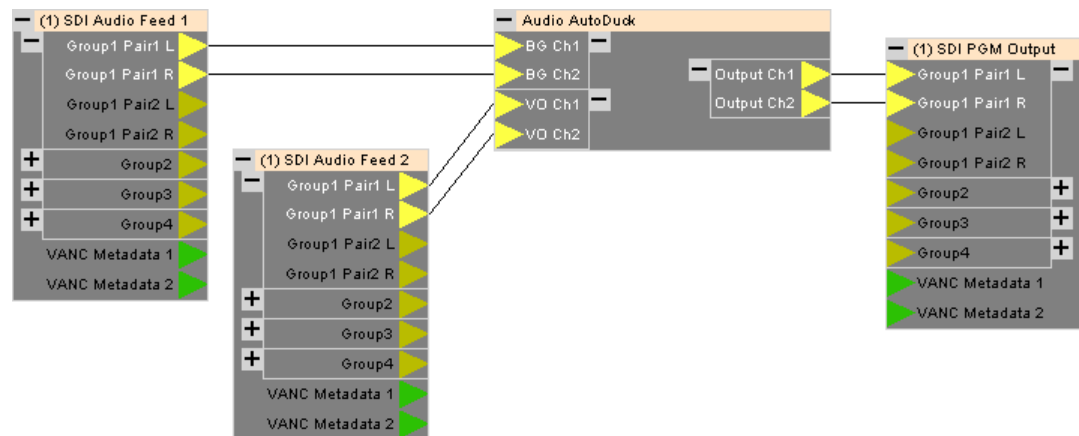 (1) SDI Audio Feed 1
Group1 Pair1 L
Group1 Pair1 R
Group1 Pair2 L
Group1 Pair2 R
Group2
Group3
Group4
VANC Metadata 1
VANC Metadata 2
(1) SDI Audio Feed 2
Group1 Pair1 L
Group1 Pair1 R
Group1 Pair2 L
Group1 Pair2 R
Group2
Group3
Group4
VANC Metadata 1
VANC Metadata 2
Audio AutoDuck
BG Ch1
BG Ch2
VO Ch1
VO Ch2
Output Ch1
Output Ch2
(1) SDI PGM Output
Group1 Pair1 L
Group1 Pair1 R
Group1 Pair2 L
Group1 Pair2 R
Group2
Group3
Group4
VANC Metadata 1
VANC Metadata 2